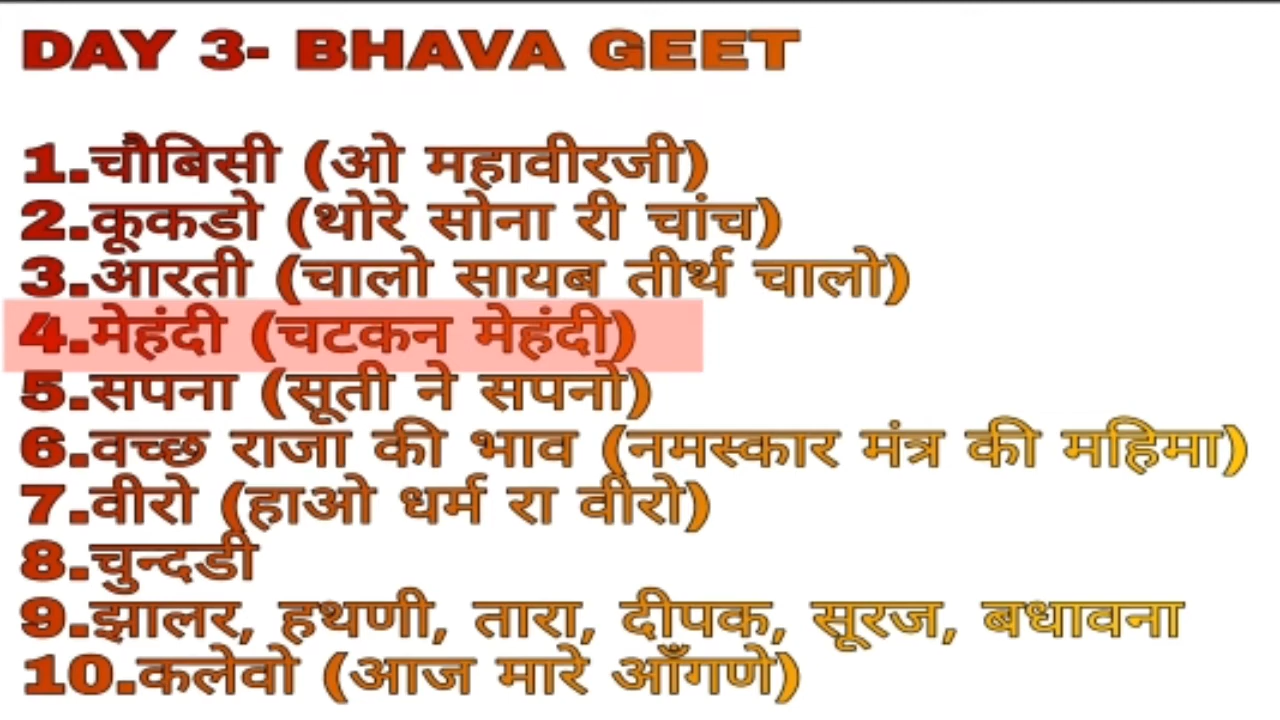 DAY 3- BHAVA GEET
1.चौबिसी (ओ महावीरजी)
2.कूकडो (थोरे सोना री चांच)
3.आरती (चालो सायब तीर्थ चालो)
4.मेहंदी (चटकन मेहंदी)
5.सपना (सूती ने सपनो)
6.वच्छ राजा की भाव (नमस्कार मंत्र की महिमा)
7.वीरो (हाओ धर्म रा वीरो)
8.चुन्दडी
9.झालर, हथणी, तारा, दीपक, सूरज, बधावना
10.कलेवो (आज मारे आँगणे)